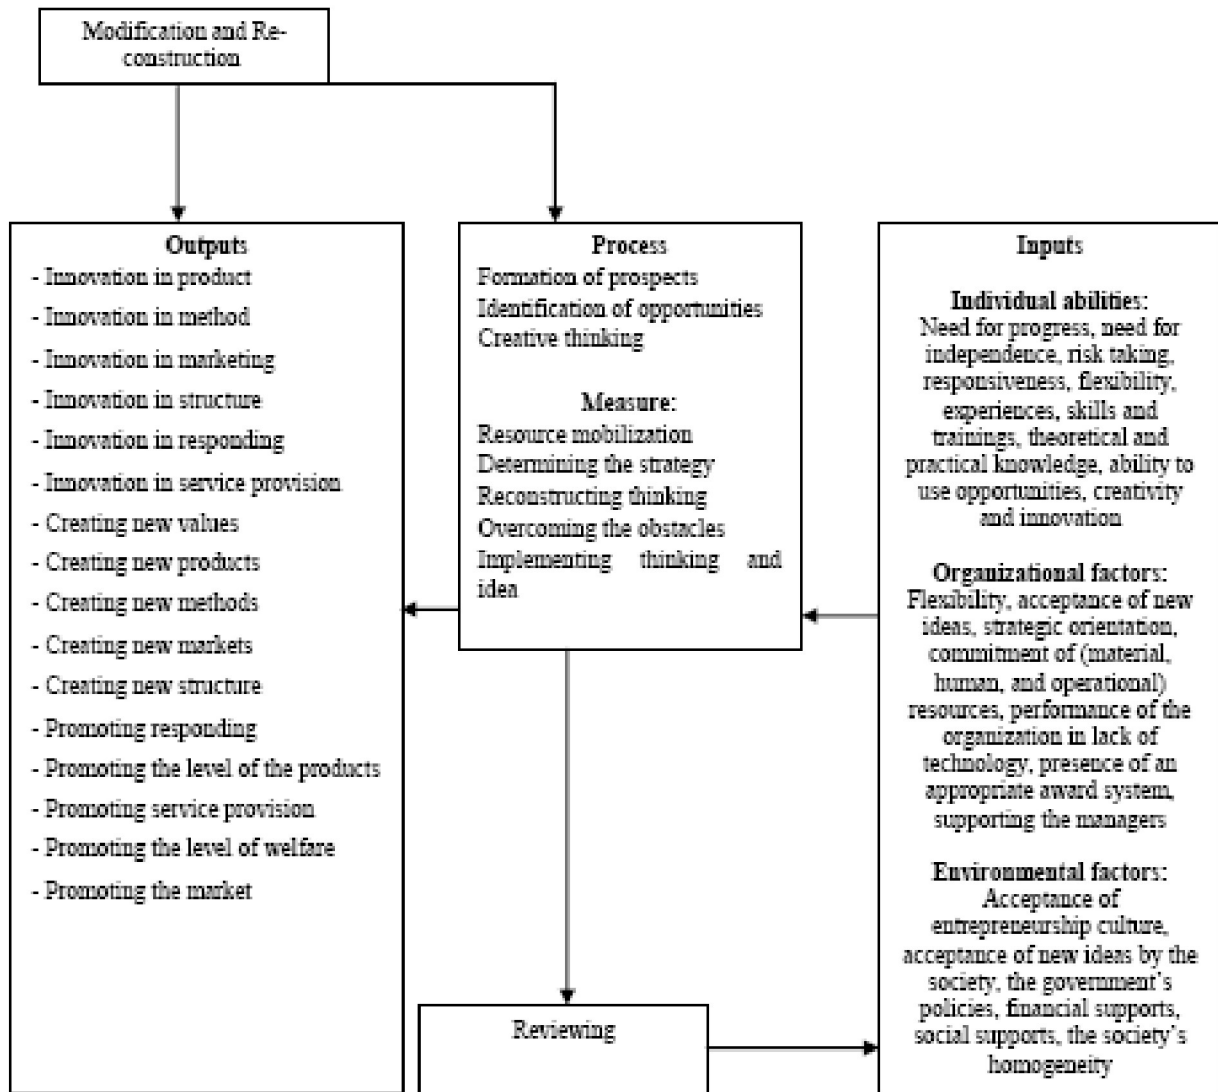 Modification and Re-
construction
Outputs
- Innovation in product
- Innovation in method
- Innovation in marketing
- Innovation in structure
- Innovation in responding
- Innovation in service provision
- Creating new values
- Creating new products
- Creating new methods
- Creating new markets
- Creating new structure
- Promoting responding
- Promoting the level of the products
- Promoting service provision
- Promoting the level of welfare
- Promoting the market
Process
Formation of prospects
Identification of opportunities
Creative thinking
Measure:
Resource mobilization
Determining the strategy
Reconstructing thinking
Overcoming the obstacles
Implementing thinking and
idea
Reviewing
Inputs
Individual abilities:
Need for progress, need for
independence, risk taking,
responsiveness, flexibility,
experiences, skills and
trainings, theoretical and
practical knowledge, ability to
use opportunities, creativity
and innovation
Organizational factors:
Flexibility, acceptance of new
ideas, strategic orientation,
commitment of (material,
human, and operational)
resources, performance of the
organization in lack of
technology, presence of an
appropriate award system,
supporting the managers
Environmental factors:
Acceptance of
entrepreneurship culture,
acceptance of new ideas by the
society, the government's
policies, financial supports,
social supports, the society's
homogeneity